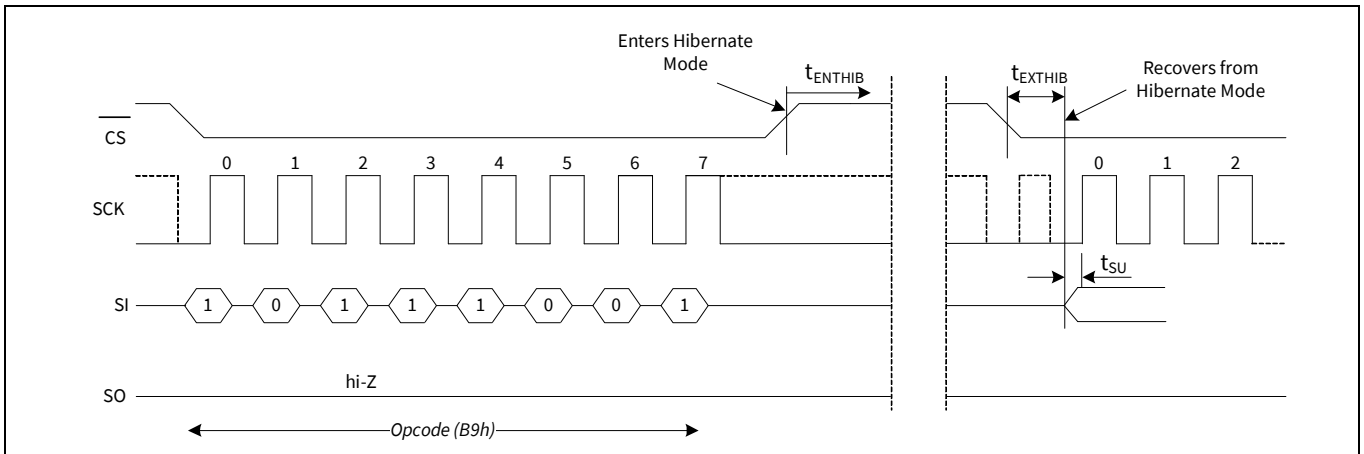 Enters Hibernate
Mode
tENTHIB
tEXTHIB
Recovers from
Hibernate Mode
CS
0 1 2 3 4 5 6 7 0 1 2
SCK
tSU
SI 1 0 1 1 1 0 0 1
hi-Z
SO
Opcode (B9h)